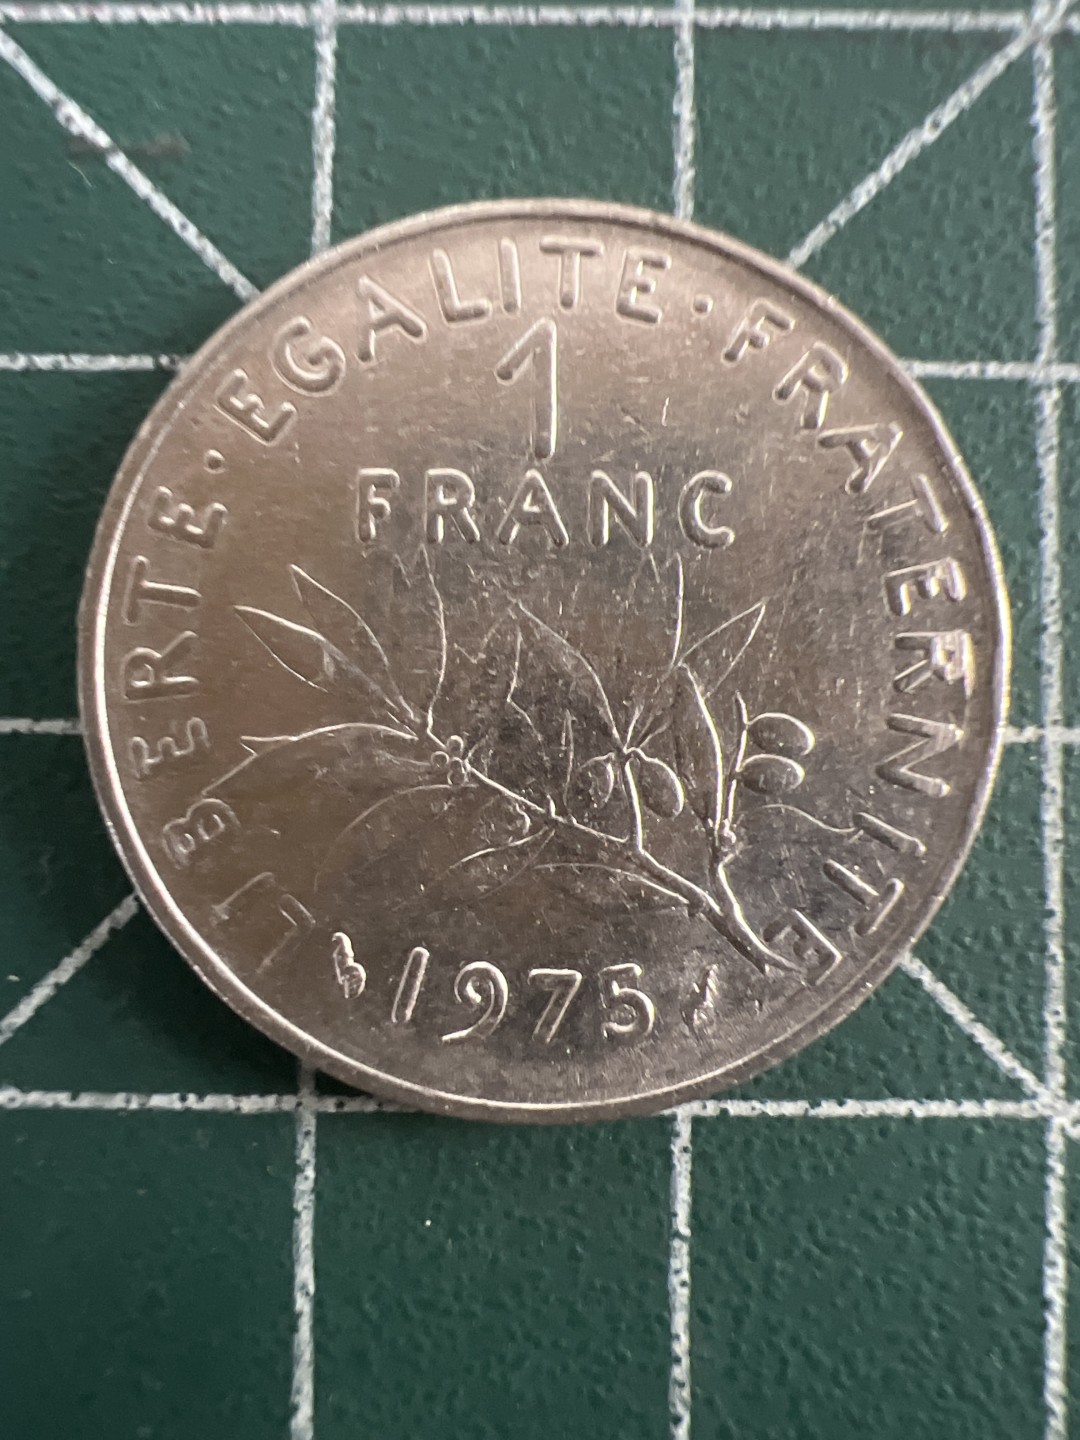 LIBERTE · EGALITE · FRATERNITE
1
FRANC
1975